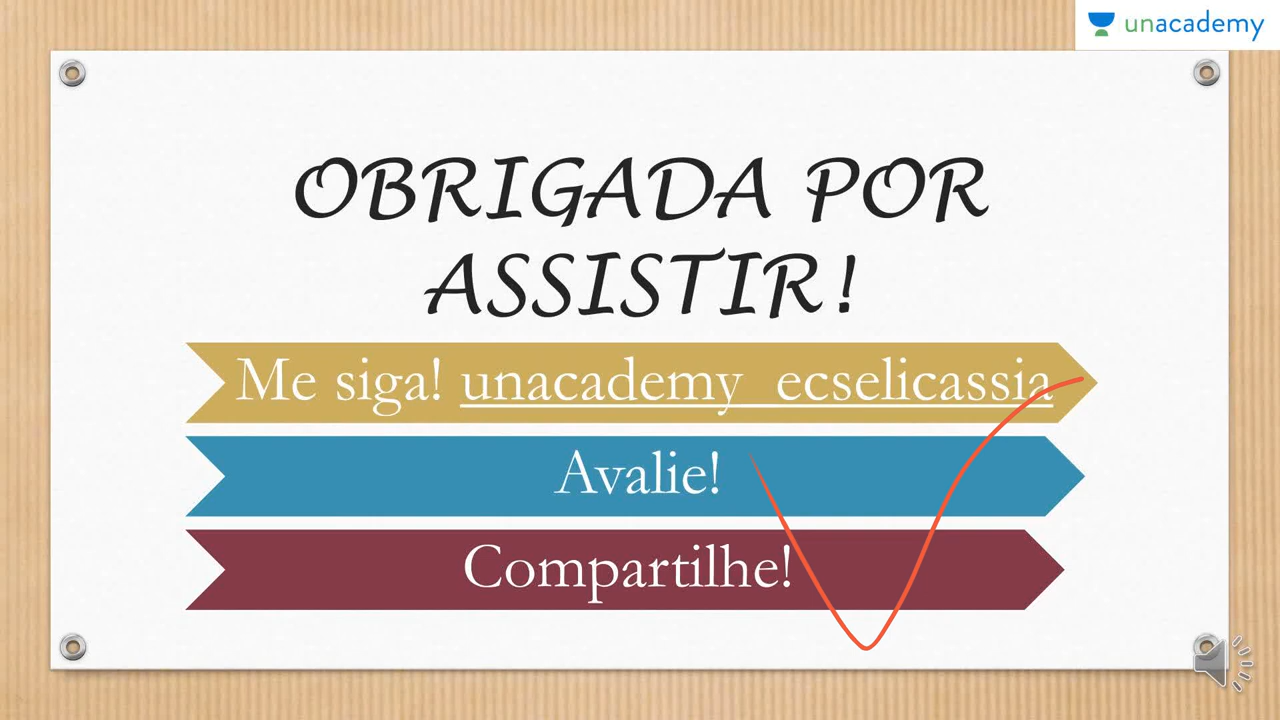 unacademy
OBRIGADA POR
ASSISTIR!
Me siga! unacademy ecselicassia
Avalie!
Compartilhe!